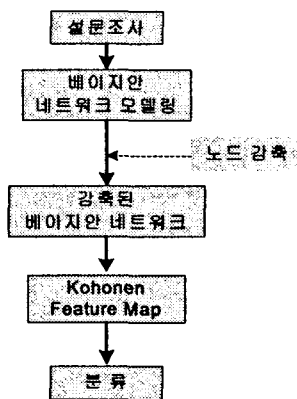 설문조사
베이지안
네트워크 모델링
노드 감축
감축된
베이지안 네트워크
Kohonen
Feature Map
분 류